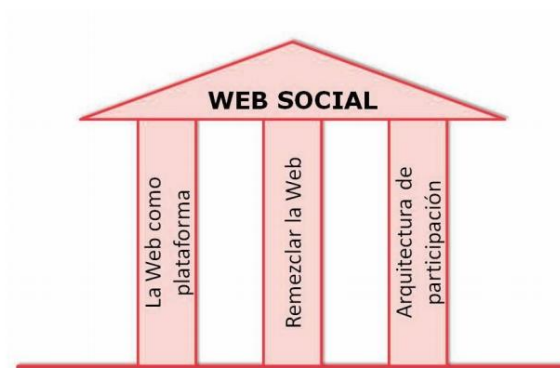 WEB SOCIAL
La Web como
plataforma
Remezclar la Web
Arquitectura de
participación